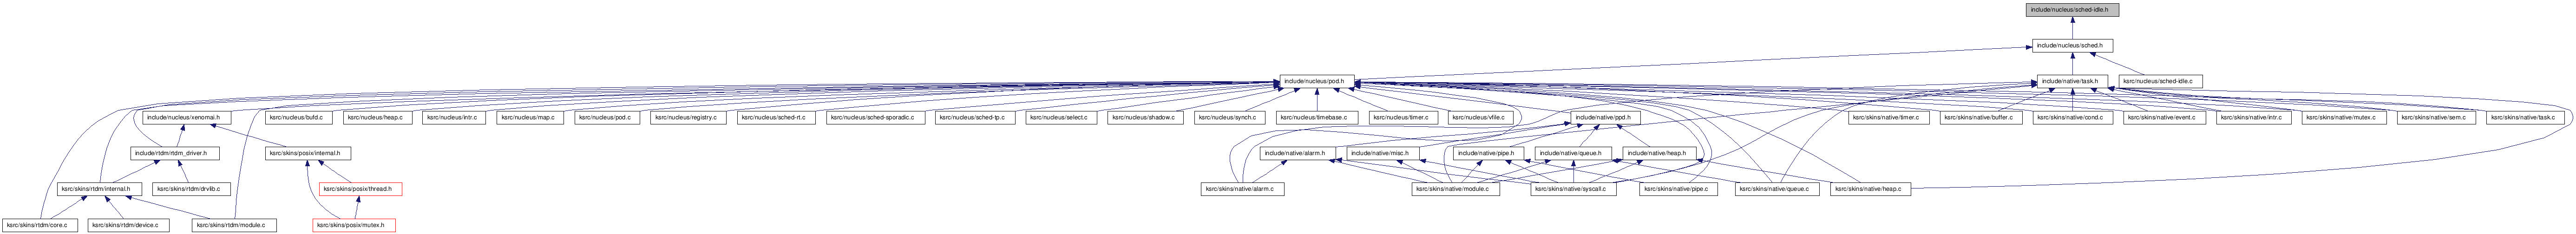 include/nucleus/sched-idle.h
include/nucleus/sched.h
include/nucleus/pod.h
include/native/task.h
ksrc/nucleus/sched-idle.c
include/nucleus/xenomai.h
ksrc/nucleus/bufd.c
ksrc/nucleus/heap.c
ksrc/nucleus/intr.c
ksrc/nucleus/map.c
ksrc/nucleus/pod.c
ksrc/nucleus/registry.c
ksrc/nucleus/sched-rt.c
ksrc/nucleus/sched-sporadic.c
ksrc/nucleus/sched-tp.c
ksrc/nucleus/select.c
ksrc/nucleus/shadow.c
ksrc/nucleus/synch.c
ksrc/nucleus/timebase.c
ksrc/nucleus/timer.c
ksrc/nucleus/vfile.c
include/native/ppd.h
ksrc/skins/native/timer.c
ksrc/skins/native/buffer.c
ksrc/skins/native/cond.c
ksrc/skins/native/event.c
ksrc/skins/native/intr.c
ksrc/skins/native/mutex.c
ksrc/skins/native/sem.c
ksrc/skins/native/task.c
include/rtdm/rtdm_driver.h
ksrc/skins/posix/internal.h
include/native/alarm.h
include/native/misc.h
include/native/pipe.h
include/native/queue.h
include/native/heap.h
ksrc/skins/rtdm/internal.h
ksrc/skins/rtdm/drvlib.c
ksrc/skins/posix/thread.h
ksrc/skins/native/alarm.c
ksrc/skins/native/module.c
ksrc/skins/native/syscall.c
ksrc/skins/native/pipe.c
ksrc/skins/native/queue.c
ksrc/skins/native/heap.c
ksrc/skins/rtdm/core.c
ksrc/skins/rtdm/device.c
ksrc/skins/rtdm/module.c
ksrc/skins/posix/mutex.h